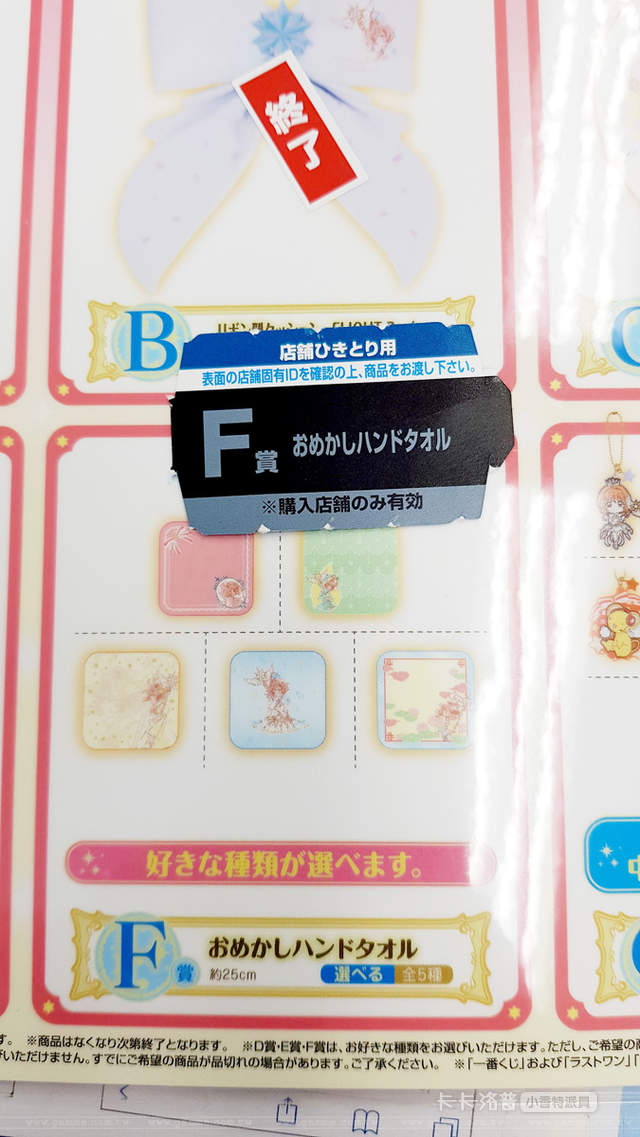 終了
B
店舗ひきとり用
表面の店舗固有IDを確認の上、商品をお渡し下さい。
F賞 おめかしハンドタオル
※購入店舗のみ有効
好きな種類が選べます。
F賞 おめかしハンドタオル
約25cm 選べる 全5種
す。 ※商品はなくなり次第終了となります。 ※D賞・E賞・F賞は、お好きな種類をお選びいただけます。ただし、ご希望の商
いただけません。すでにご希望の商品が品切れの場合があります。ご了承ください。 ※「一番くじ」および「ラストワン」
卡卡洛普 小香特派員